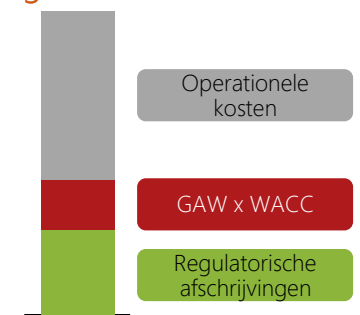 Operationele
kosten
GAW x WACC
Regulatorische
afschrijvingen